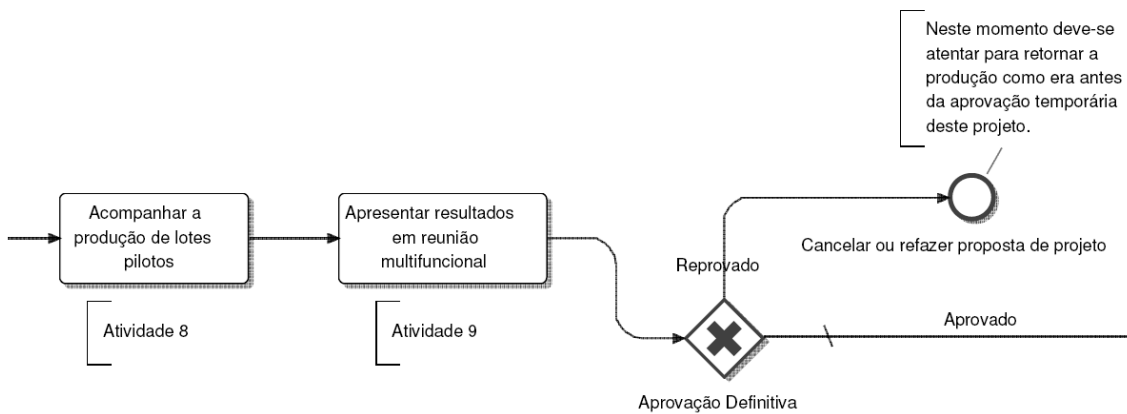 Neste momento deve-se
atentar para retornar a
produção como era antes
da aprovação temporária
deste projeto.
Acompanhar a
produção de lotes
pilotos
Apresentar resultados
em reunião
multifuncional
Cancelar ou refazer proposta de projeto
Reprovado
Atividade 8
Atividade 9
Aprovado
Aprovação Definitiva